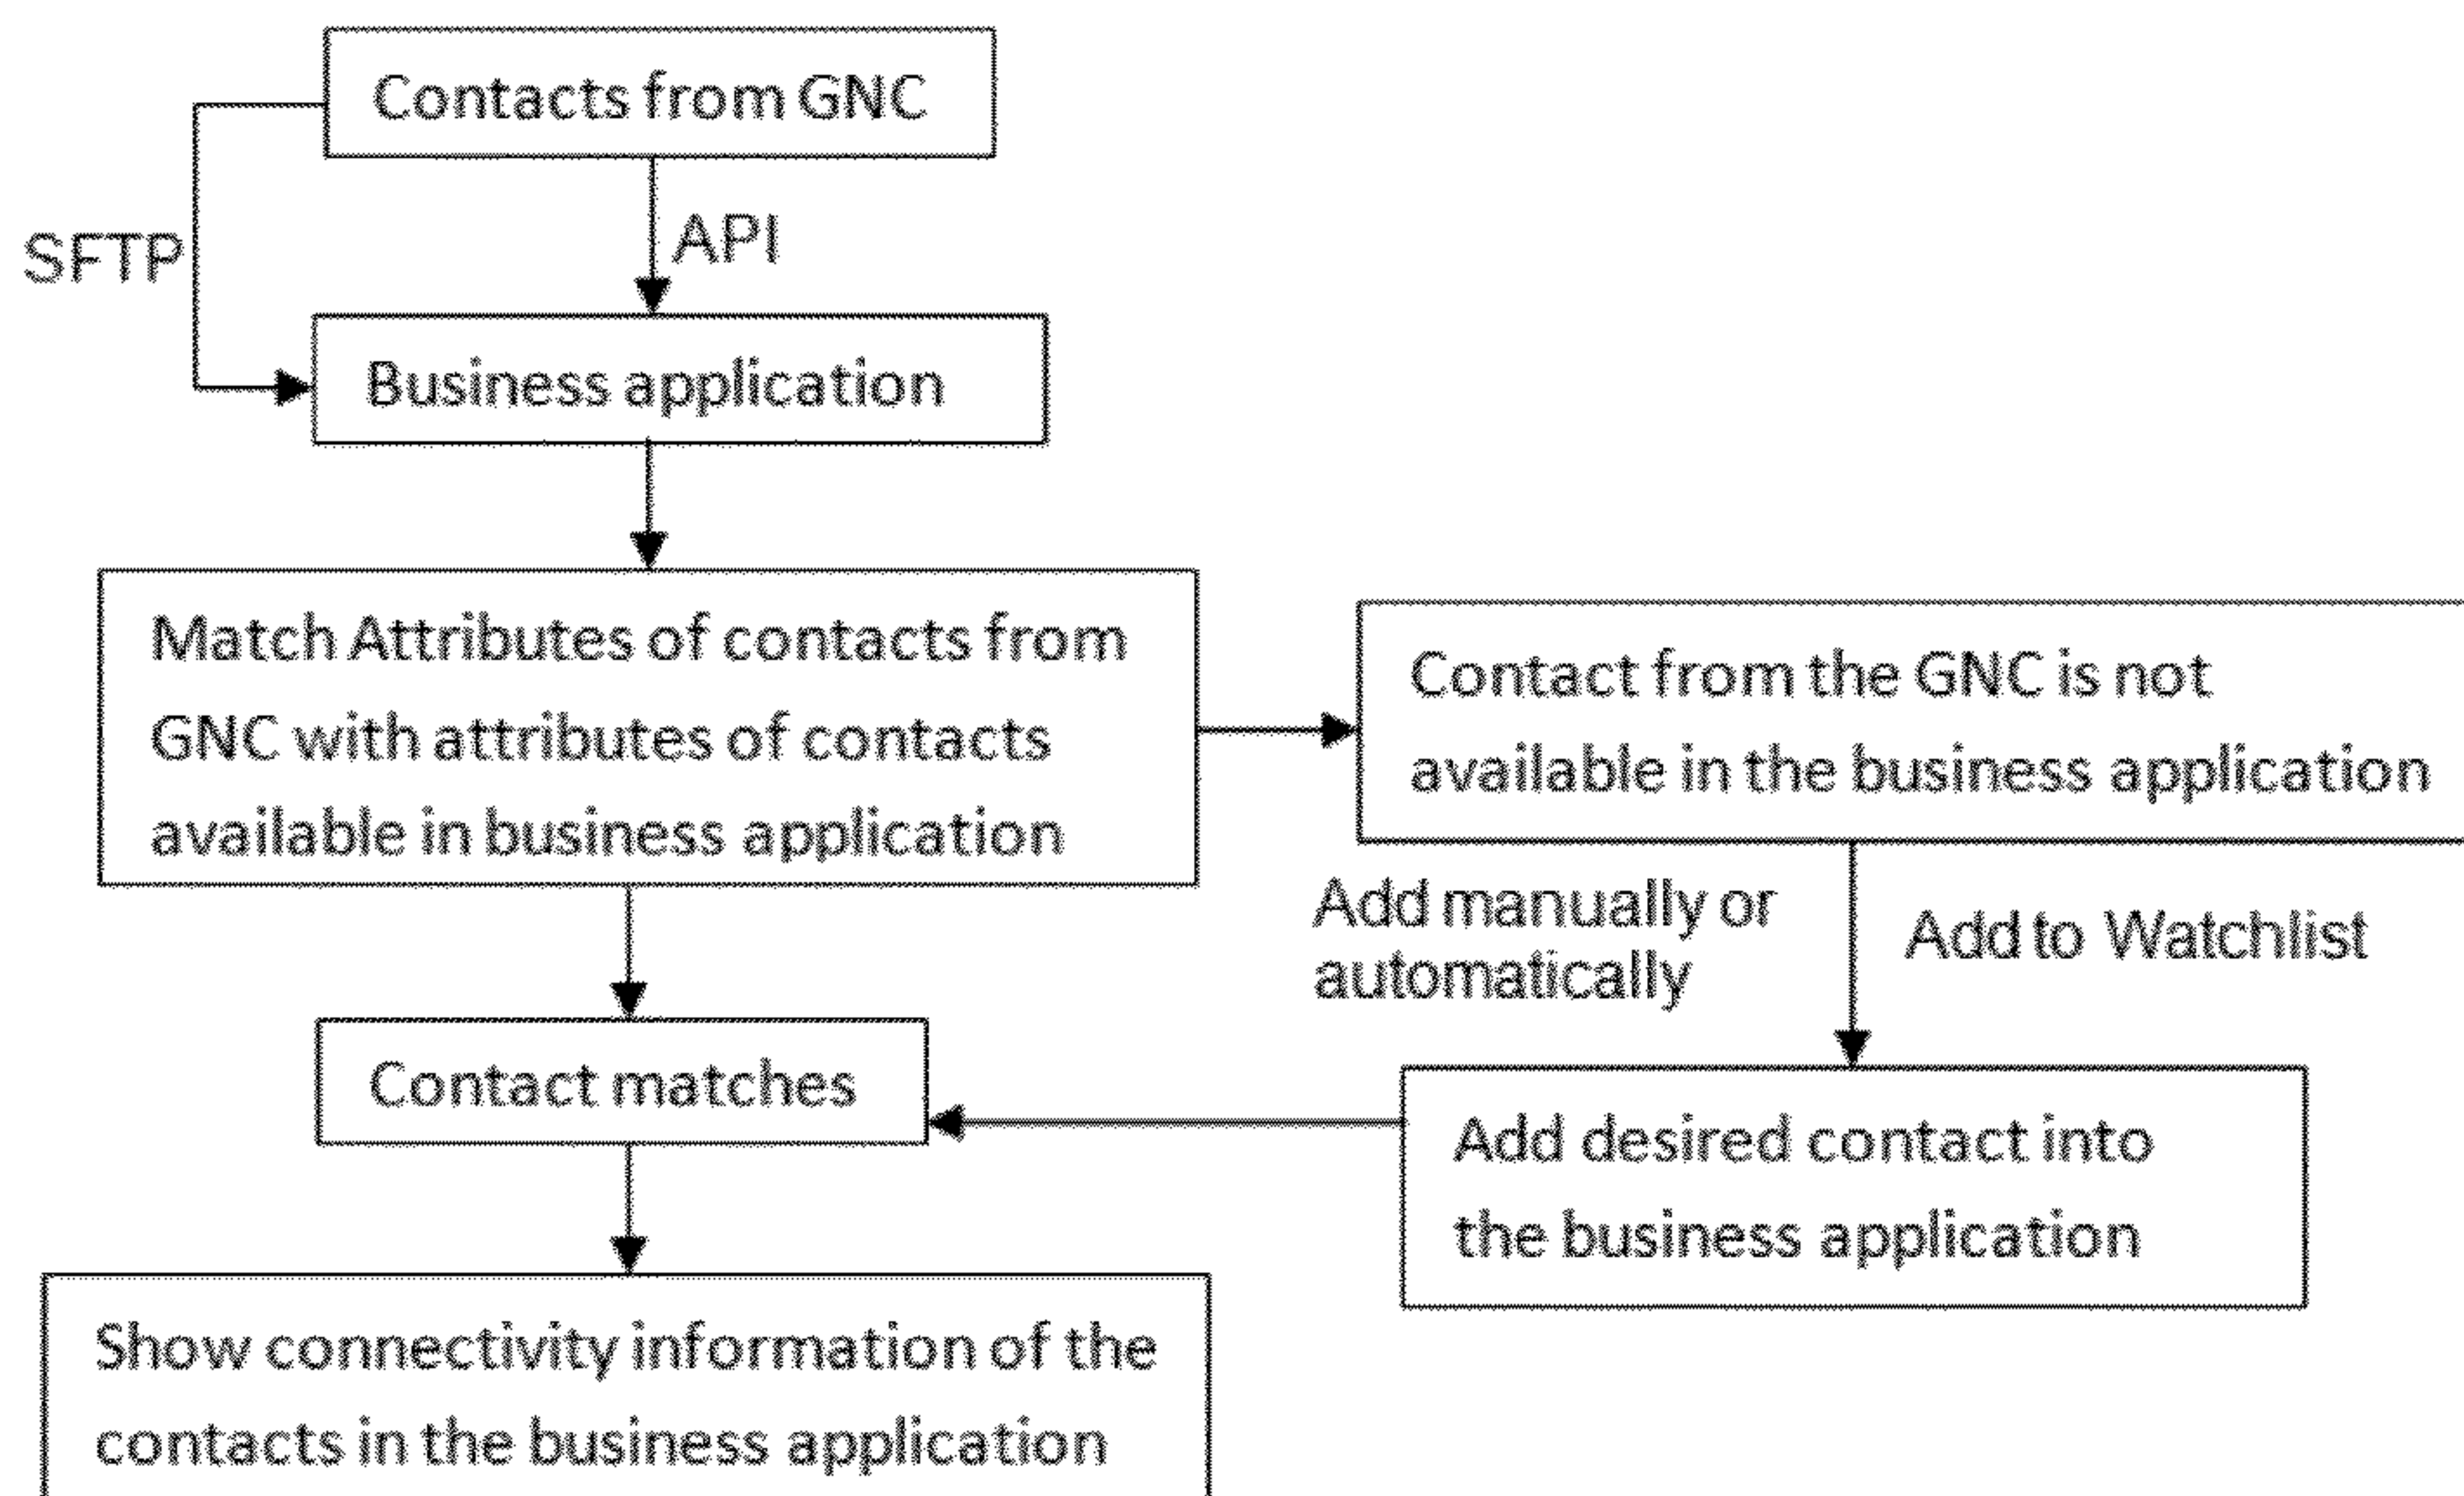 Contacts from GNC
SFTP
API
Business application
Match Attributes of contacts from
GNC with attributes of contacts
available in business application
Contact from the GNC is not
available in the business application
Add manually or
automatically
Add to Watchlist
Contact matches
Add desired contact into
the business application
Show connectivity information of the
contacts in the business application